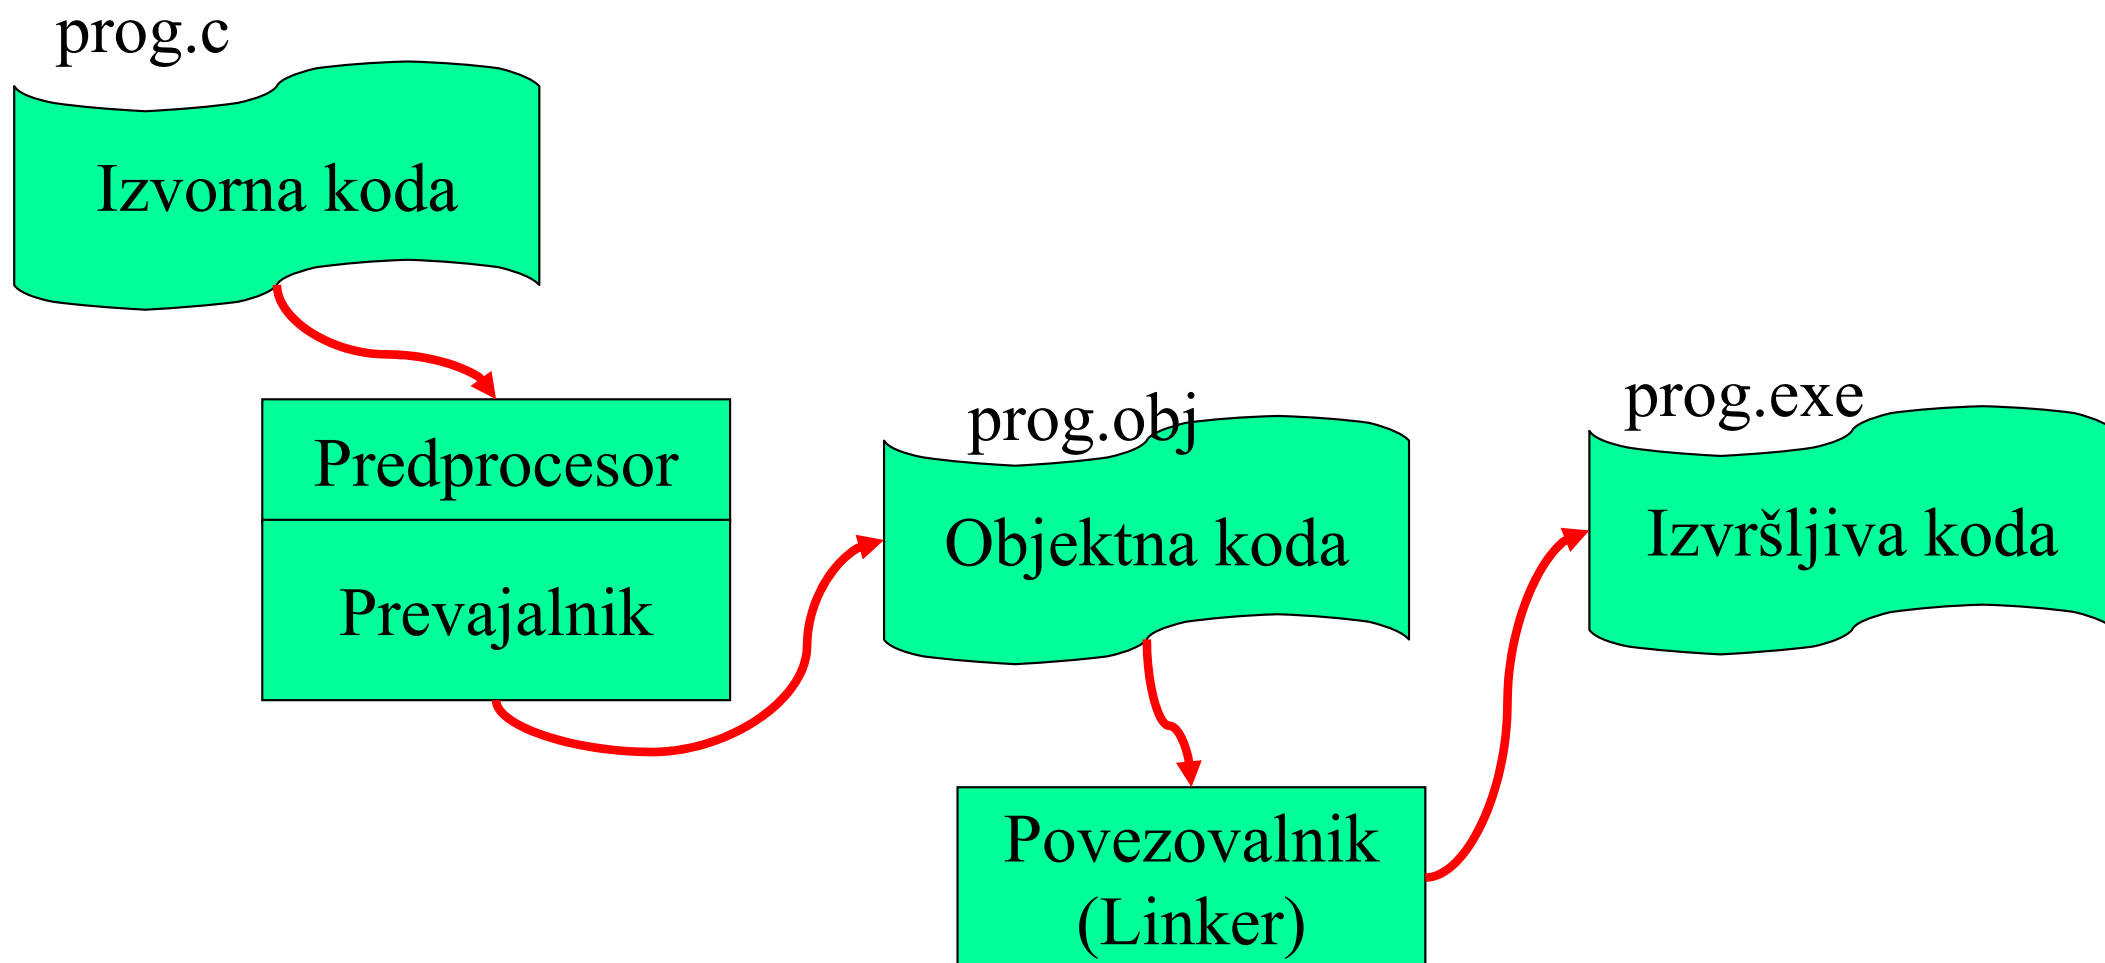 prog.c
Izvorna koda
Predprocesor
Prevajalnik
prog.obj
Objektna koda
Povezovalnik
(Linker)
prog.exe
Izvršljiva koda